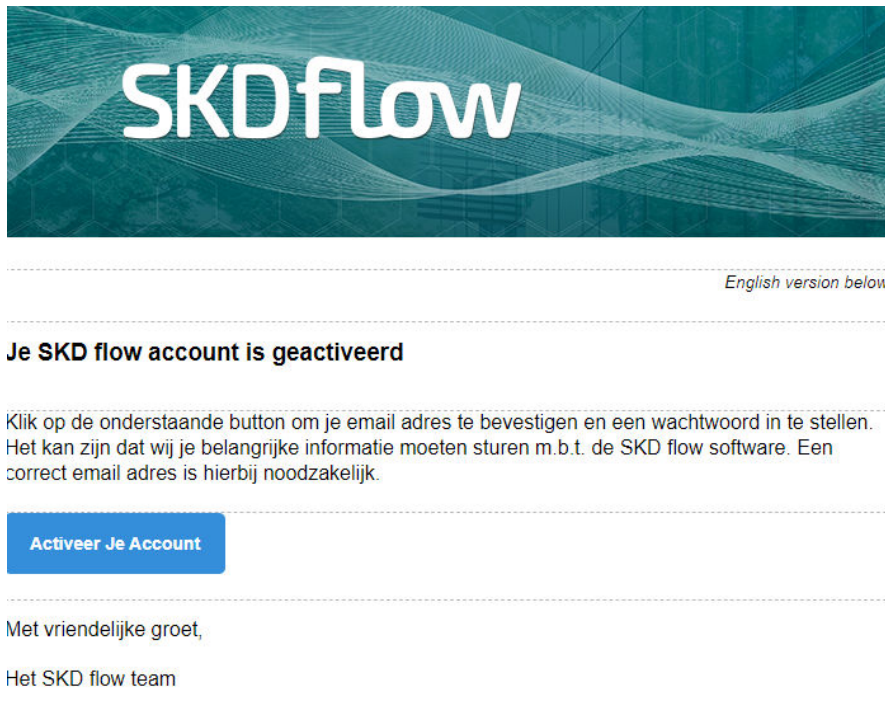 SKDflow
English version below
Je SKD flow account is geactiveerd
Klik op de onderstaande button om je email adres te bevestigen en een wachtwoord in te stellen.
Het kan zijn dat wij je belangrijke informatie moeten sturen m.b.t. de SKD flow software. Een
correct email adres is hierbij noodzakelijk.
Activeer Je Account
Met vriendelijke groet,
Het SKD flow team